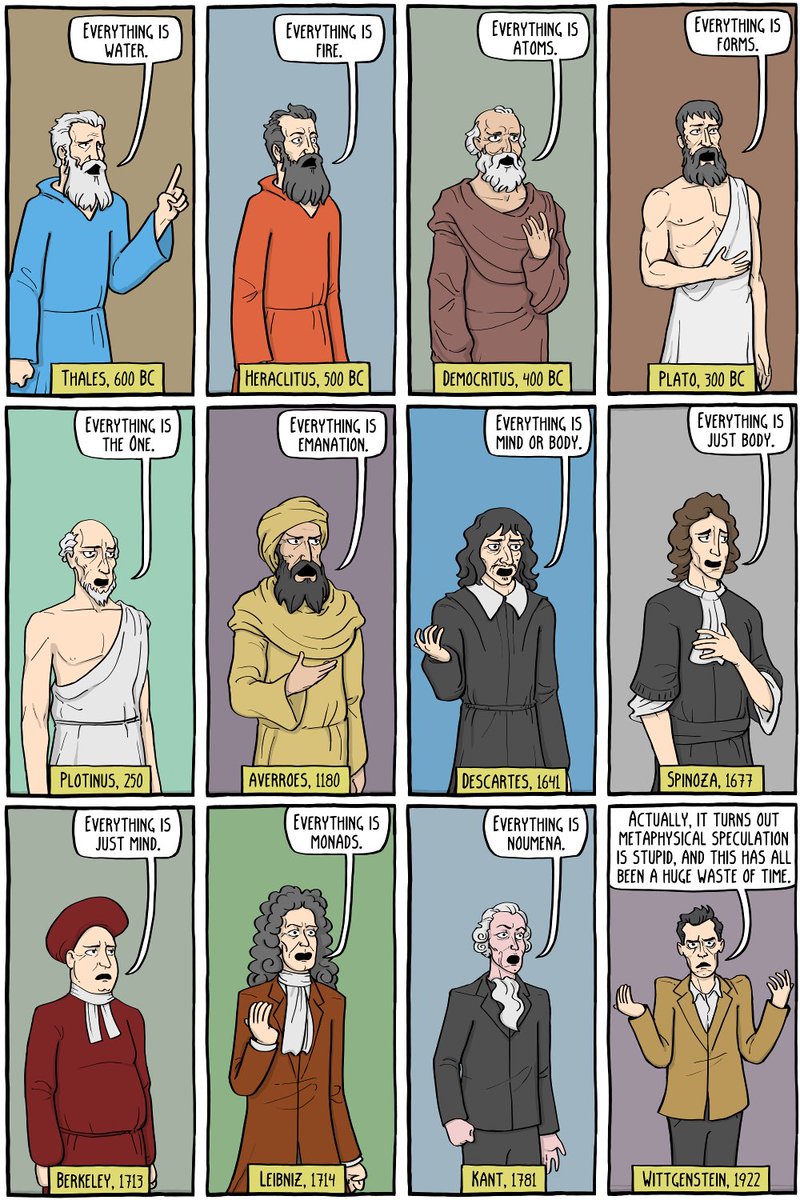 Everything is
water.
Thales, 600 BC
Everything is
fire.
Heraclitus, 500 BC
Everything is
atoms.
Democritus, 400 BC
Everything is
forms.
Plato, 300 BC
Everything is
the One.
Plotinus, 250
Everything is
emanation.
Averroes, 1180
Everything is
mind or body.
Descartes, 1641
Everything is
just body.
Spinoza, 1677
Everything is
just mind.
Berkeley, 1713
Everything is
monads.
Leibniz, 1714
Everything is
noumena.
Kant, 1781
Actually, it turns out
metaphysical speculation
is stupid, and this has all
been a huge waste of time.
Wittgenstein, 1922